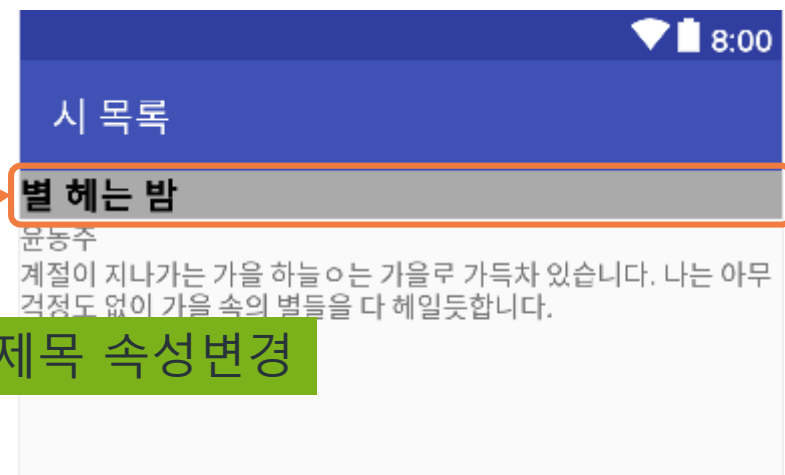 8:00
시 목록
별 헤는 밤
윤동주
계절이 지나가는 가을 하늘ㅇ는 가을로 가득차 있습니다. 나는 아무
걱정도 없이 가을 속의 별들을 다 헤일듯합니다.
제목 속성변경